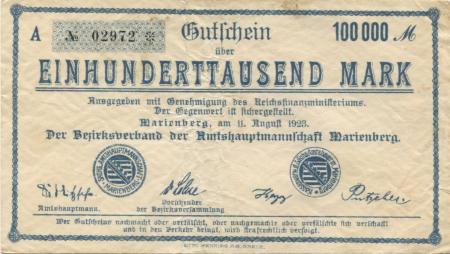 A № 02972 Gutschein 100000 M
über
EINHUNDERTTAUSEND MARK
Ausgegeben mit Genehmigung des Reichsfinanzministeriums.
Der Gegenwert ist sichergestellt.
Marienberg, am 11. August 1923.
Der Bezirksverband der Amtshauptmannschaft Marienberg.
Amtshauptmann.
Vorsitzender
der Bezirksversammlung
Wer Gutscheine nachmacht oder verfälscht, oder nachgemachte oder verfälschte sich verschafft
und in den Verkehr bringt, wird strafrechtlich verfolgt.